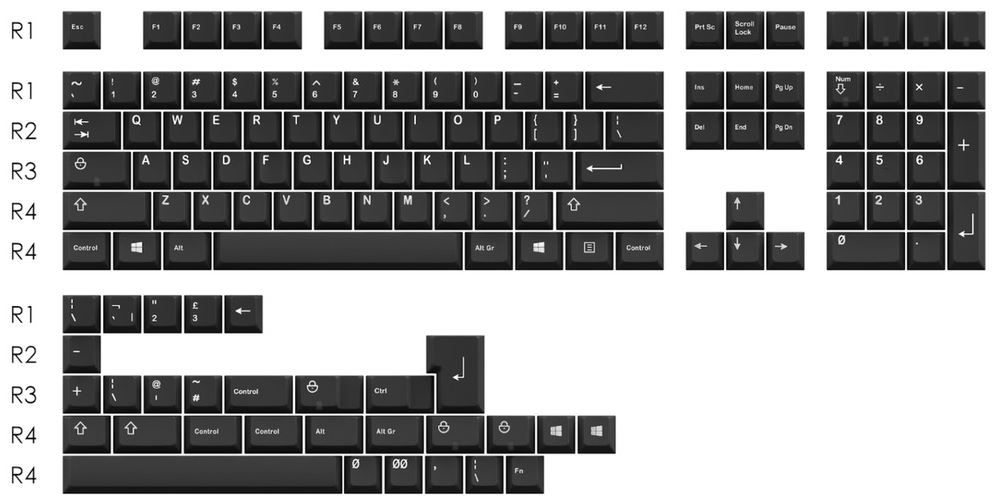 R1 Esc F1 F2 F3 F4 F5 F6 F7 F8 F9 F10 F11 F12 Prt Sc Scroll Lock Pause
R1 ~ ` ! 1 @ 2 # 3 $ 4 % 5 ^ 6 & 7 * 8 ( 9 ) 0 _ - + = ← Ins Home Pg Up Num ⇩ ÷ × −
R2 ⇤ ⇥ Q W E R T Y U I O P { [ } ] ¦ \ Del End Pg Dn 7 8 9 +
R3 A S D F G H J K L : ; " ' ↵ 4 5 6
R4 ⇧ Z X C V B N M < , > . ? / ⇧ ↑ 1 2 3 ↵
R4 Control Alt Alt Gr Control ← ↓ → Ø .
R1 ¦ \ ¬ ` | " 2 £ 3 ←
R2 - ↵
R3 + ¦ \ @ ' ~ # Control Ctrl
R4 ⇧ ⇧ Control Control Alt Alt Gr
R4 Ø ØØ , ¦ \ Fn